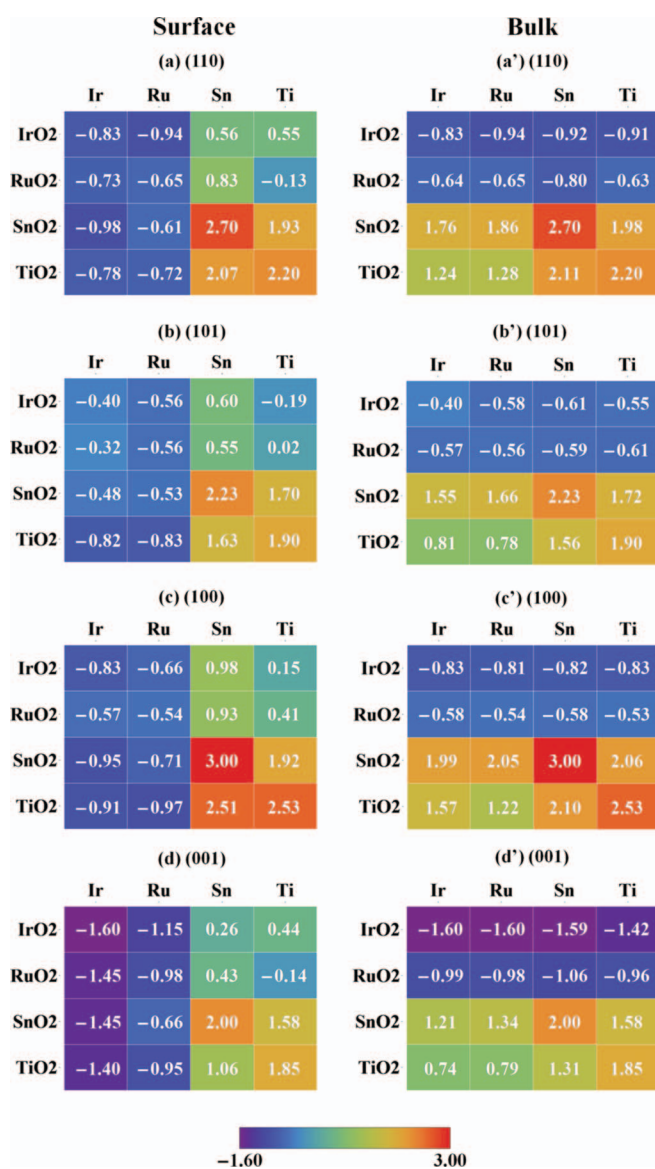 Surface Bulk
(a) (110) (a') (110)
Ir Ru Sn Ti Ir Ru Sn Ti
IrO2 −0.83 −0.94 0.56 0.55 IrO2 −0.83 −0.94 −0.92 −0.91
RuO2 −0.73 −0.65 0.83 −0.13 RuO2 −0.64 −0.65 −0.80 −0.63
SnO2 −0.98 −0.61 2.70 1.93 SnO2 1.76 1.86 2.70 1.98
TiO2 −0.78 −0.72 2.07 2.20 TiO2 1.24 1.28 2.11 2.20
(b) (101) (b') (101)
Ir Ru Sn Ti Ir Ru Sn Ti
IrO2 −0.40 −0.56 0.60 −0.19 IrO2 −0.40 −0.58 −0.61 −0.55
RuO2 −0.32 −0.56 0.55 0.02 RuO2 −0.57 −0.56 −0.59 −0.61
SnO2 −0.48 −0.53 2.23 1.70 SnO2 1.55 1.66 2.23 1.72
TiO2 −0.82 −0.83 1.63 1.90 TiO2 0.81 0.78 1.56 1.90
(c) (100) (c') (100)
Ir Ru Sn Ti Ir Ru Sn Ti
IrO2 −0.83 −0.66 0.98 0.15 IrO2 −0.83 −0.81 −0.82 −0.83
RuO2 −0.57 −0.54 0.93 0.41 RuO2 −0.58 −0.54 −0.58 −0.53
SnO2 −0.95 −0.71 3.00 1.92 SnO2 1.99 2.05 3.00 2.06
TiO2 −0.91 −0.97 2.51 2.53 TiO2 1.57 1.22 2.10 2.53
(d) (001) (d') (001)
Ir Ru Sn Ti Ir Ru Sn Ti
IrO2 −1.60 −1.15 0.26 0.44 IrO2 −1.60 −1.60 −1.59 −1.42
RuO2 −1.45 −0.98 0.43 −0.14 RuO2 −0.99 −0.98 −1.06 −0.96
SnO2 −1.45 −0.66 2.00 1.58 SnO2 1.21 1.34 2.00 1.58
TiO2 −1.40 −0.95 1.06 1.85 TiO2 0.74 0.79 1.31 1.85
−1.60 3.00